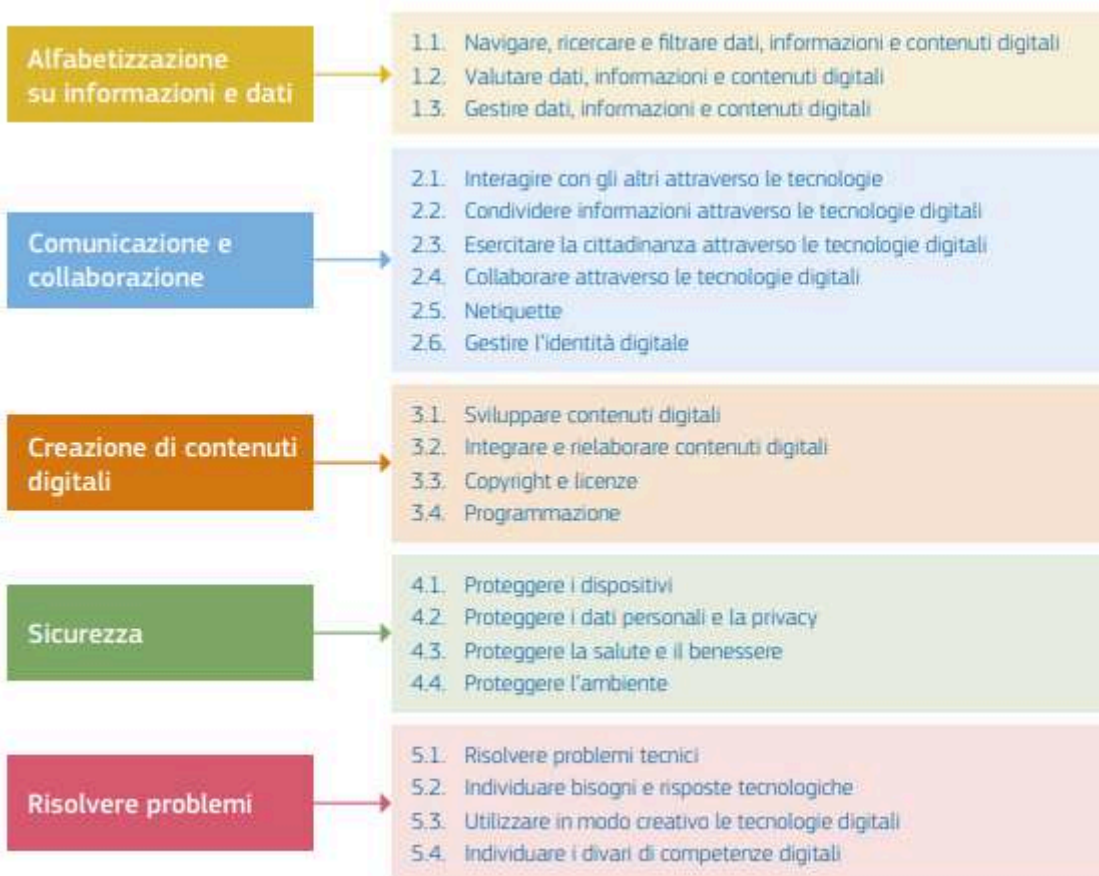 Alfabetizzazione
su informazioni e dati
1.1. Navigare, ricercare e filtrare dati, informazioni e contenuti digitali
1.2. Valutare dati, informazioni e contenuti digitali
1.3. Gestire dati, informazioni e contenuti digitali
Comunicazione e
collaborazione
2.1. Interagire con gli altri attraverso le tecnologie
2.2. Condividere informazioni attraverso le tecnologie digitali
2.3. Esercitare la cittadinanza attraverso le tecnologie digitali
2.4. Collaborare attraverso le tecnologie digitali
2.5. Netiquette
2.6. Gestire l'identità digitale
Creazione di contenuti
digitali
3.1. Sviluppare contenuti digitali
3.2. Integrare e rielaborare contenuti digitali
3.3. Copyright e licenze
3.4. Programmazione
Sicurezza
4.1. Proteggere i dispositivi
4.2. Proteggere i dati personali e la privacy
4.3. Proteggere la salute e il benessere
4.4. Proteggere l'ambiente
Risolvere problemi
5.1. Risolvere problemi tecnici
5.2. Individuare bisogni e risposte tecnologiche
5.3. Utilizzare in modo creativo le tecnologie digitali
5.4. Individuare i divari di competenze digitali